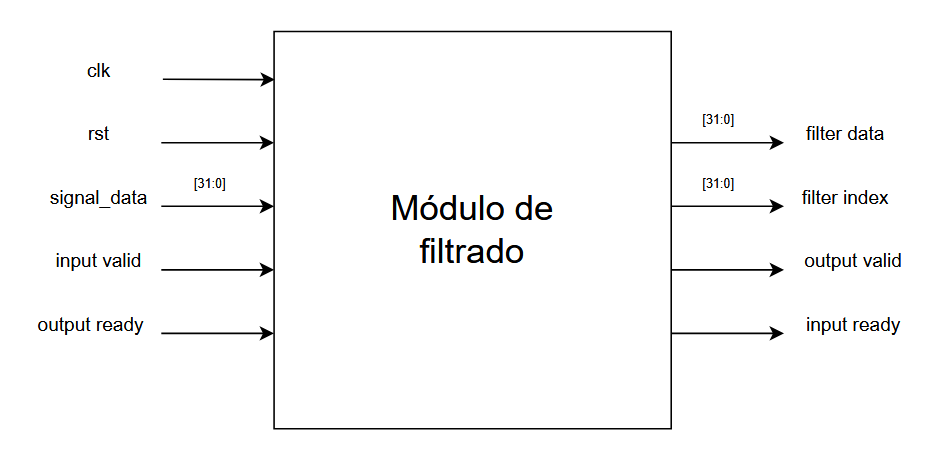 clk
rst
signal_data
[31:0]
input valid
output ready
Módulo de
filtrado
[31:0]
filter data
[31:0]
filter index
output valid
input ready